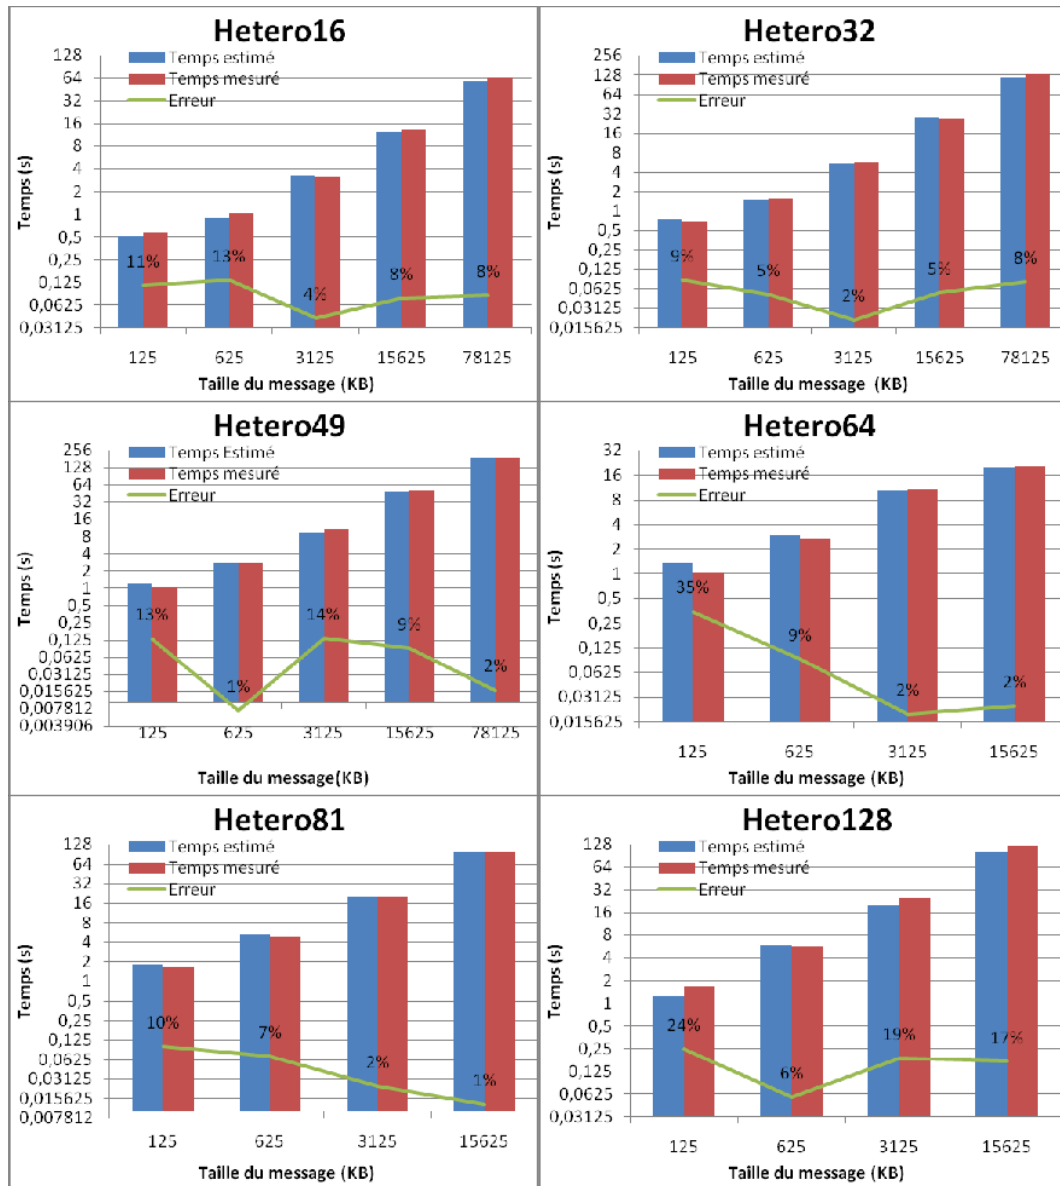 Hetero16
Temps estimé
Temps mesuré
Erreur
Temps (s)
128
64
32
16
8
4
2
1
0,5
0,25
0,125
0,0625
0,03125
11%
13%
4%
8%
8%
125 625 3125 15625 78125
Taille du message (KB)
Hetero32
Temps estimé
Temps mesuré
Erreur
Temps (s)
256
128
64
32
16
8
4
2
1
0,5
0,25
0,125
0,0625
0,03125
0,015625
9%
5%
2%
5%
8%
125 625 3125 15625 78125
Taille du message (KB)
Hetero49
Temps Estimé
Temps mesuré
Erreur
Temps (s)
256
128
64
32
16
8
4
2
1
0,5
0,25
0,125
0,0625
0,03125
0,015625
0,007812
0,003906
13%
1%
14%
9%
2%
125 625 3125 15625 78125
Taille du message(KB)
Hetero64
Temps estimé
Temps mesuré
Erreur
Temps (s)
32
16
8
4
2
1
0,5
0,25
0,125
0,0625
0,03125
0,015625
35%
9%
2%
2%
125 625 3125 15625
Taille du message (KB)
Hetero81
Temps estimé
Temps mesuré
Erreur
Temps (s)
128
64
32
16
8
4
2
1
0,5
0,25
0,125
0,0625
0,03125
0,015625
0,007812
10%
7%
2%
1%
125 625 3125 15625
Taille du message (KB)
Hetero128
Temps estimé
Temps mesuré
Erreur
Temps (s)
128
64
32
16
8
4
2
1
0,5
0,25
0,125
0,0625
0,03125
24%
6%
19%
17%
125 625 3125 15625
Taille du message (KB)